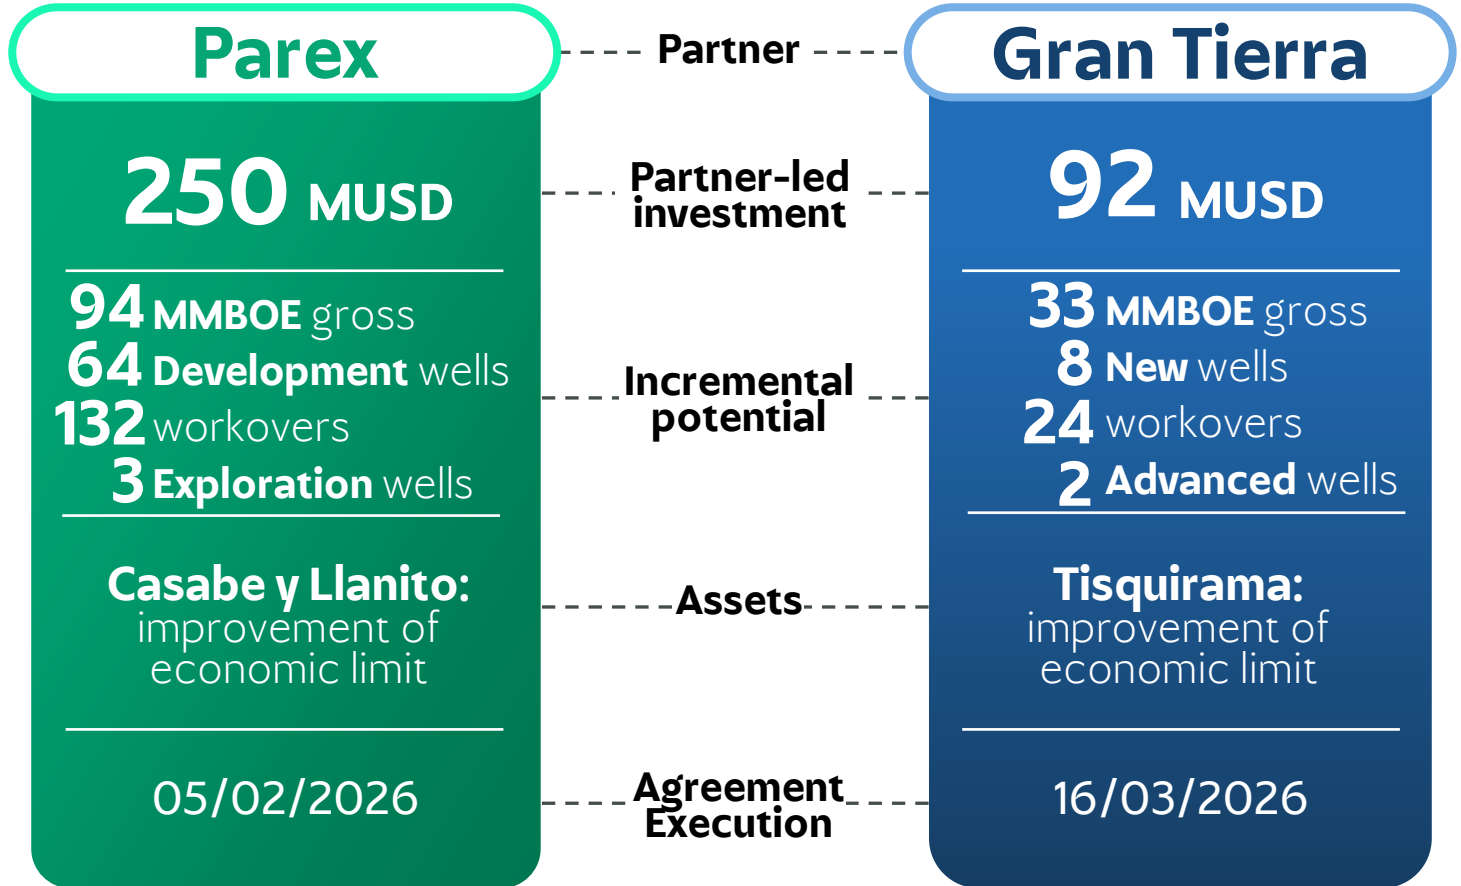 Parex
Partner
Gran Tierra
250 MUSD
Partner-led
investment
92 MUSD
94 MMBOE gross
64 Development wells
132 workovers
3 Exploration wells
Incremental
potential
33 MMBOE gross
8 New wells
24 workovers
2 Advanced wells
Casabe y Llanito:
improvement of
economic limit
Assets
Tisquirama:
improvement of
economic limit
05/02/2026
Agreement
Execution
16/03/2026